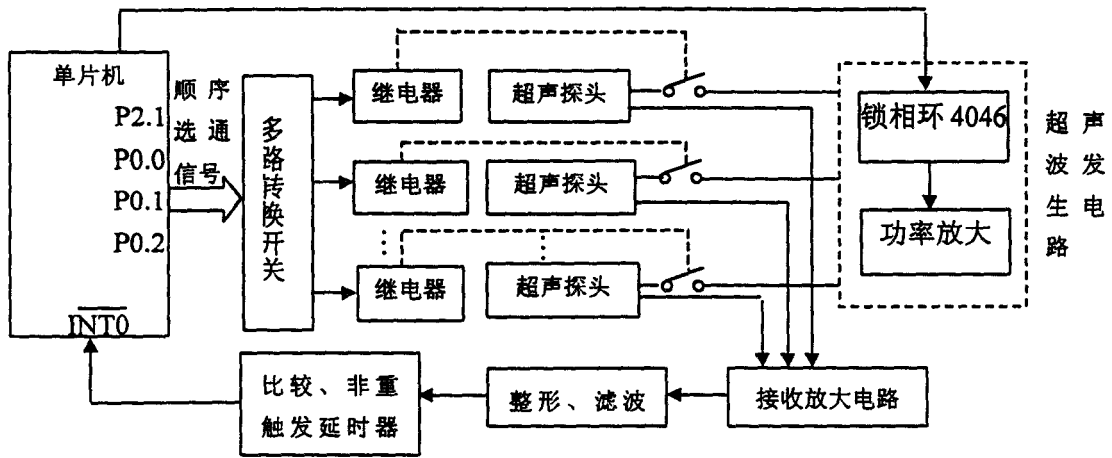 单片机
P2.1
P0.0
P0.1
P0.2
INT0
顺序
选通
信号
多路转换开关
继电器
超声探头
继电器
超声探头
继电器
超声探头
锁相环 4046
功率放大
超声
波发
生电
路
比较、非重
触发延时器
整形、滤波
接收放大电路